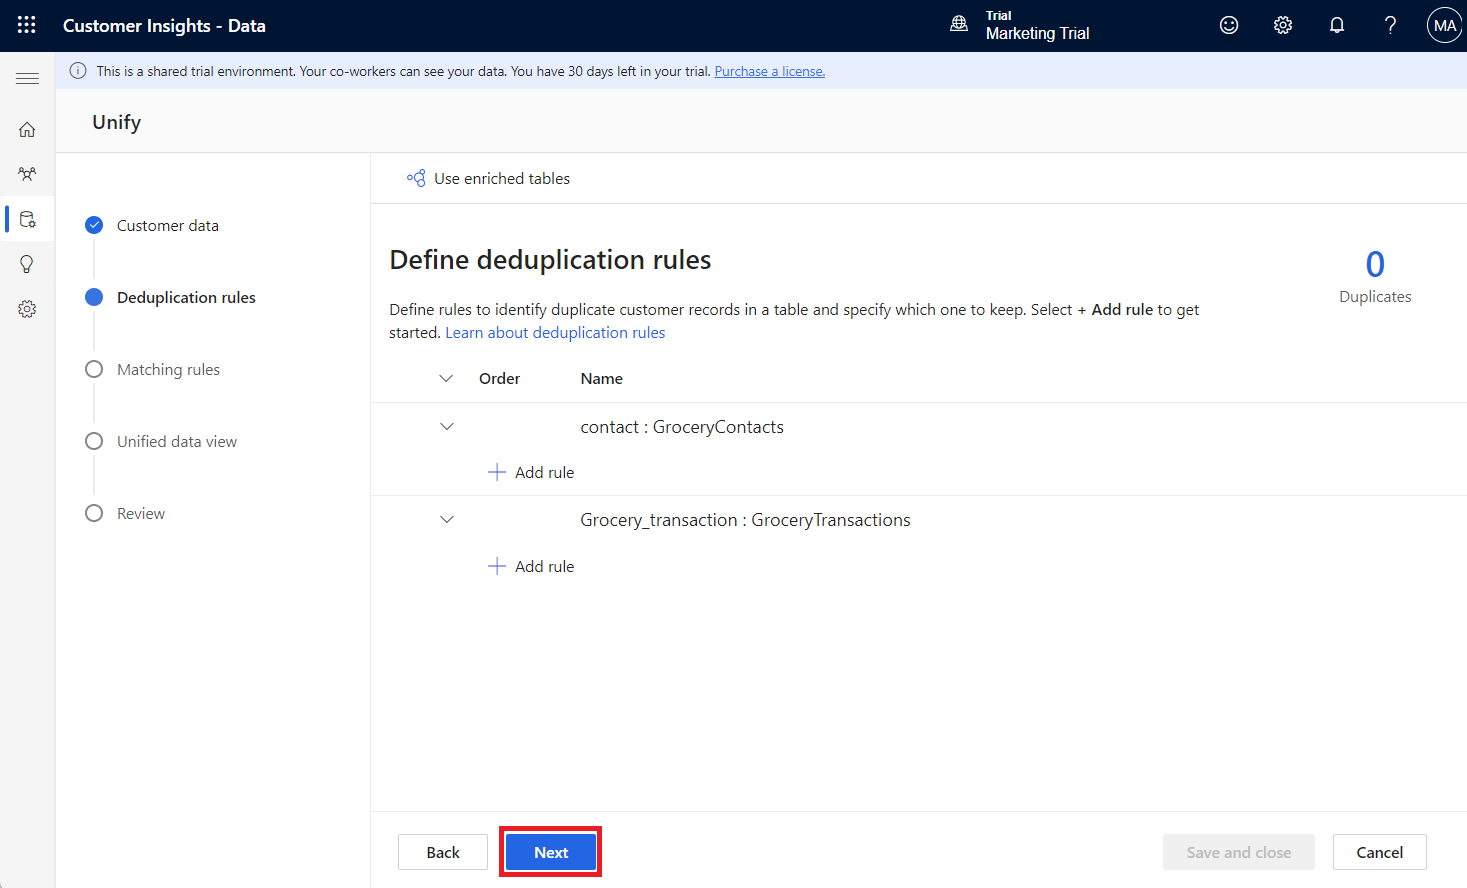 Customer Insights - Data
Trial
Marketing Trial
MA
This is a shared trial environment. Your co-workers can see your data. You have 30 days left in your trial. Purchase a license.
Unify
Customer data
Deduplication rules
Matching rules
Unified data view
Review
Use enriched tables
Define deduplication rules
0
Duplicates
Define rules to identify duplicate customer records in a table and specify which one to keep. Select + Add rule to get
started. Learn about deduplication rules
Order Name
contact : GroceryContacts
Add rule
Grocery_transaction : GroceryTransactions
Add rule
Back Next Save and close Cancel